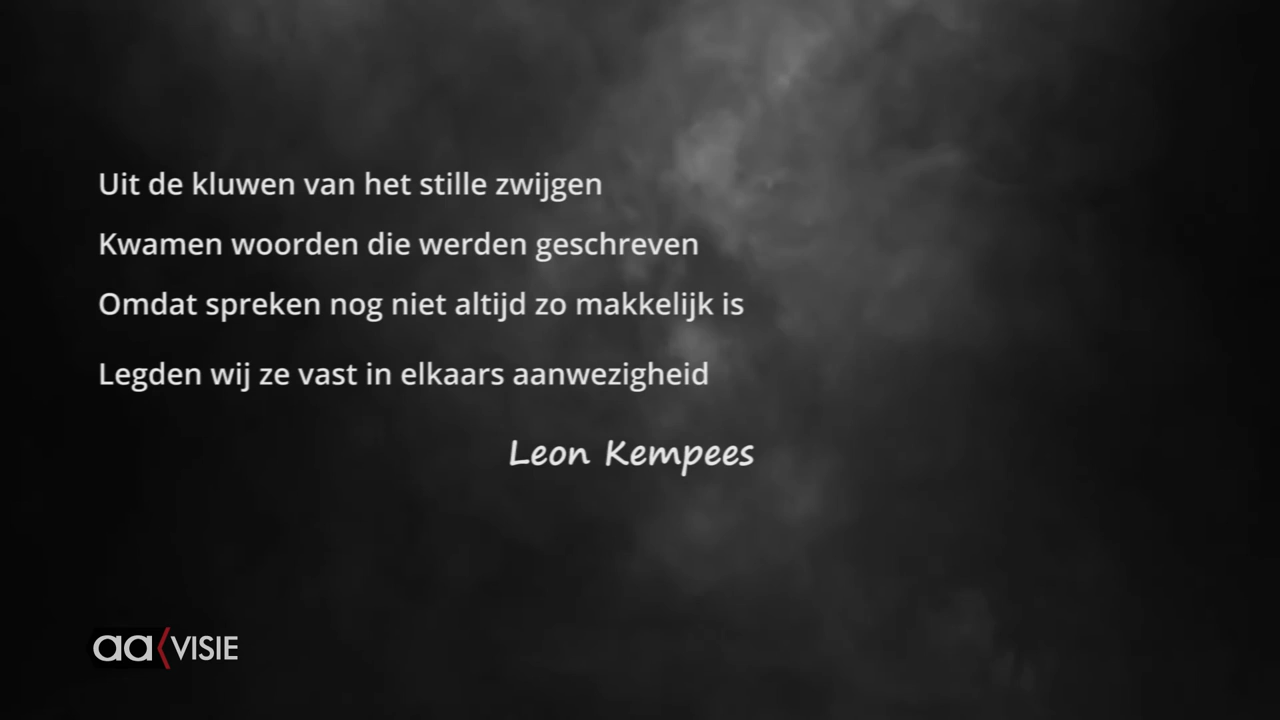 Uit de kluwen van het stille zwijgen
Kwamen woorden die werden geschreven
Omdat spreken nog niet altijd zo makkelijk is
Legden wij ze vast in elkaars aanwezigheid
Leon Kempees
aa VISIE